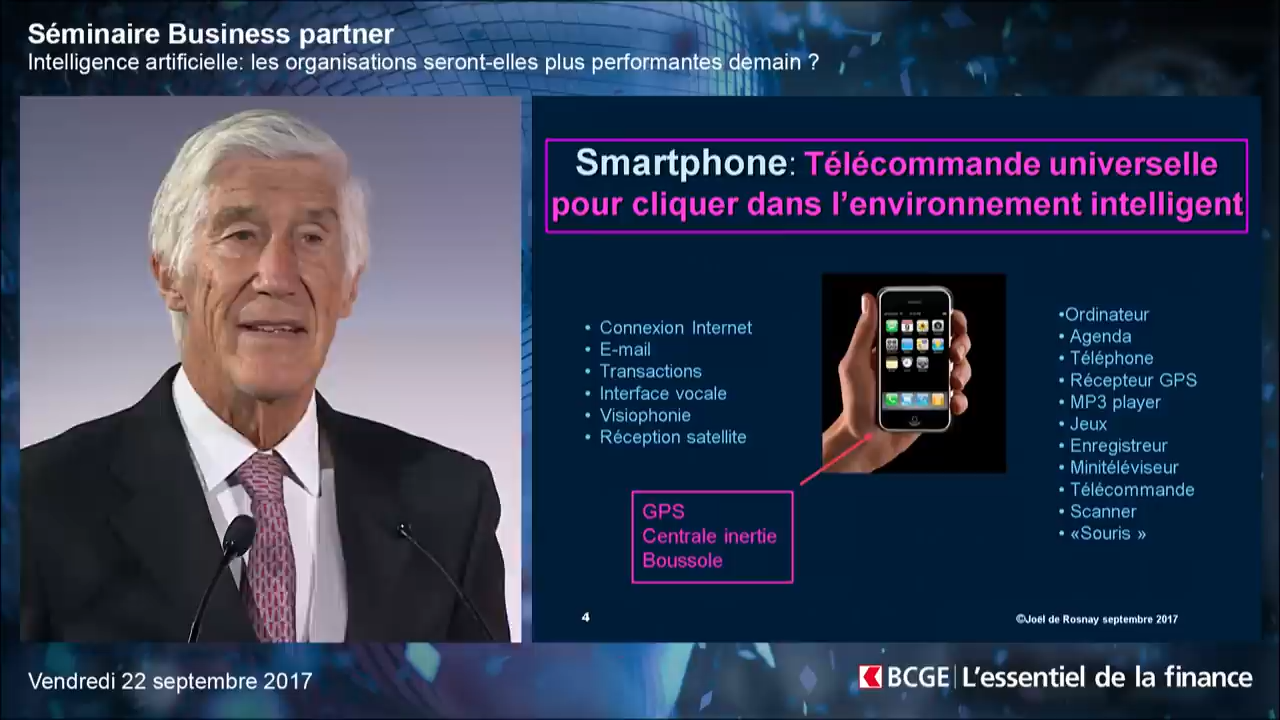 Séminaire Business partner
Intelligence artificielle: les organisations seront-elles plus performantes demain ?
Smartphone: Télécommande universelle
pour cliquer dans l’environnement intelligent
• Connexion Internet
• E-mail
• Transactions
• Interface vocale
• Visiophonie
• Réception satellite
•Ordinateur
• Agenda
• Téléphone
• Récepteur GPS
• MP3 player
• Jeux
• Enregistreur
• Minitéléviseur
• Télécommande
• Scanner
• «Souris »
GPS
Centrale inertie
Boussole
4
©Joël de Rosnay septembre 2017
Vendredi 22 septembre 2017
BCGE L’essentiel de la finance